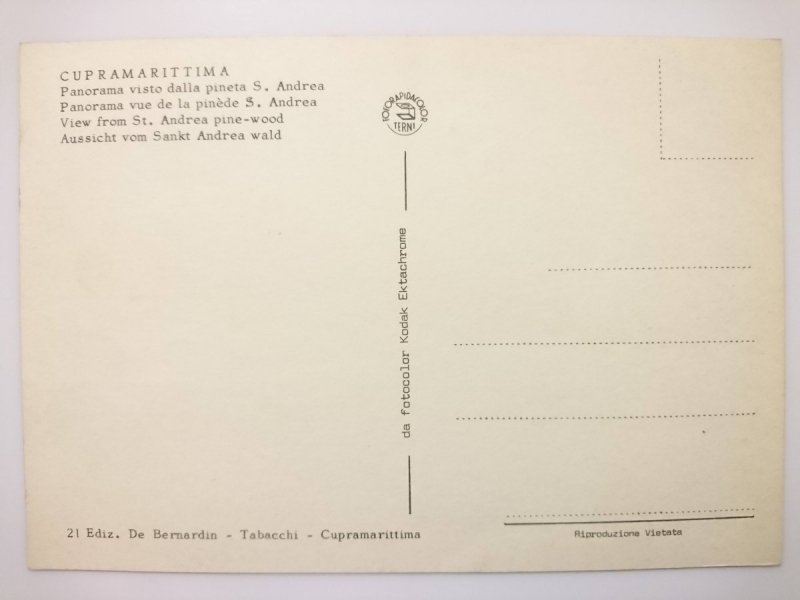 CUPRAMARITTIMA
Panorama visto dalla pineta S. Andrea
Panorama vue de la pinède S. Andrea
View from St. Andrea pine-wood
Aussicht vom Sankt Andrea wald
FOTORAPIDACOLOR
TERNI
da fotocolor Kodak Ektachrome
21 Ediz. De Bernardin - Tabacchi - Cupramarittima
Riproduzione Vietata